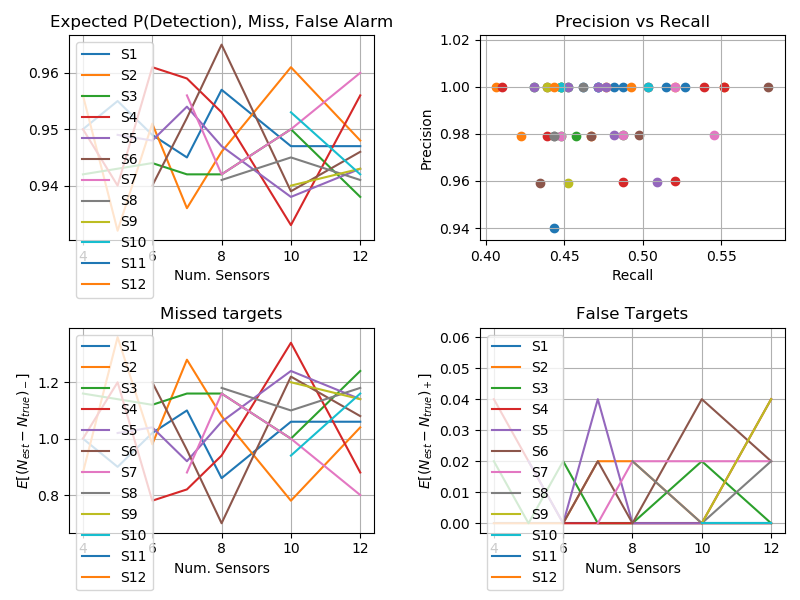 Expected P(Detection), Miss, False Alarm
0.96
0.95
0.94
S1
S2
S3
S4
S5
S6
S7
S8
S9
S10
S11
S12
4 6 8 10 12
Num. Sensors
Precision vs Recall
Precision
1.02
1.00
0.98
0.96
0.94
0.40 0.45 0.50 0.55
Recall
Missed targets
E[(N_est − N_true)_−]
1.2
1.0
0.8
S1
S2
S3
S4
S5
S6
S7
S8
S9
S10
S11
S12
4 6 8 10 12
Num. Sensors
False Targets
E[(N_est − N_true)_+]
0.06
0.05
0.04
0.03
0.02
0.01
0.00
S1
S2
S3
S4
S5
S6
S7
S8
S9
S10
S11
S12
4 6 8 10 12
Num. Sensors